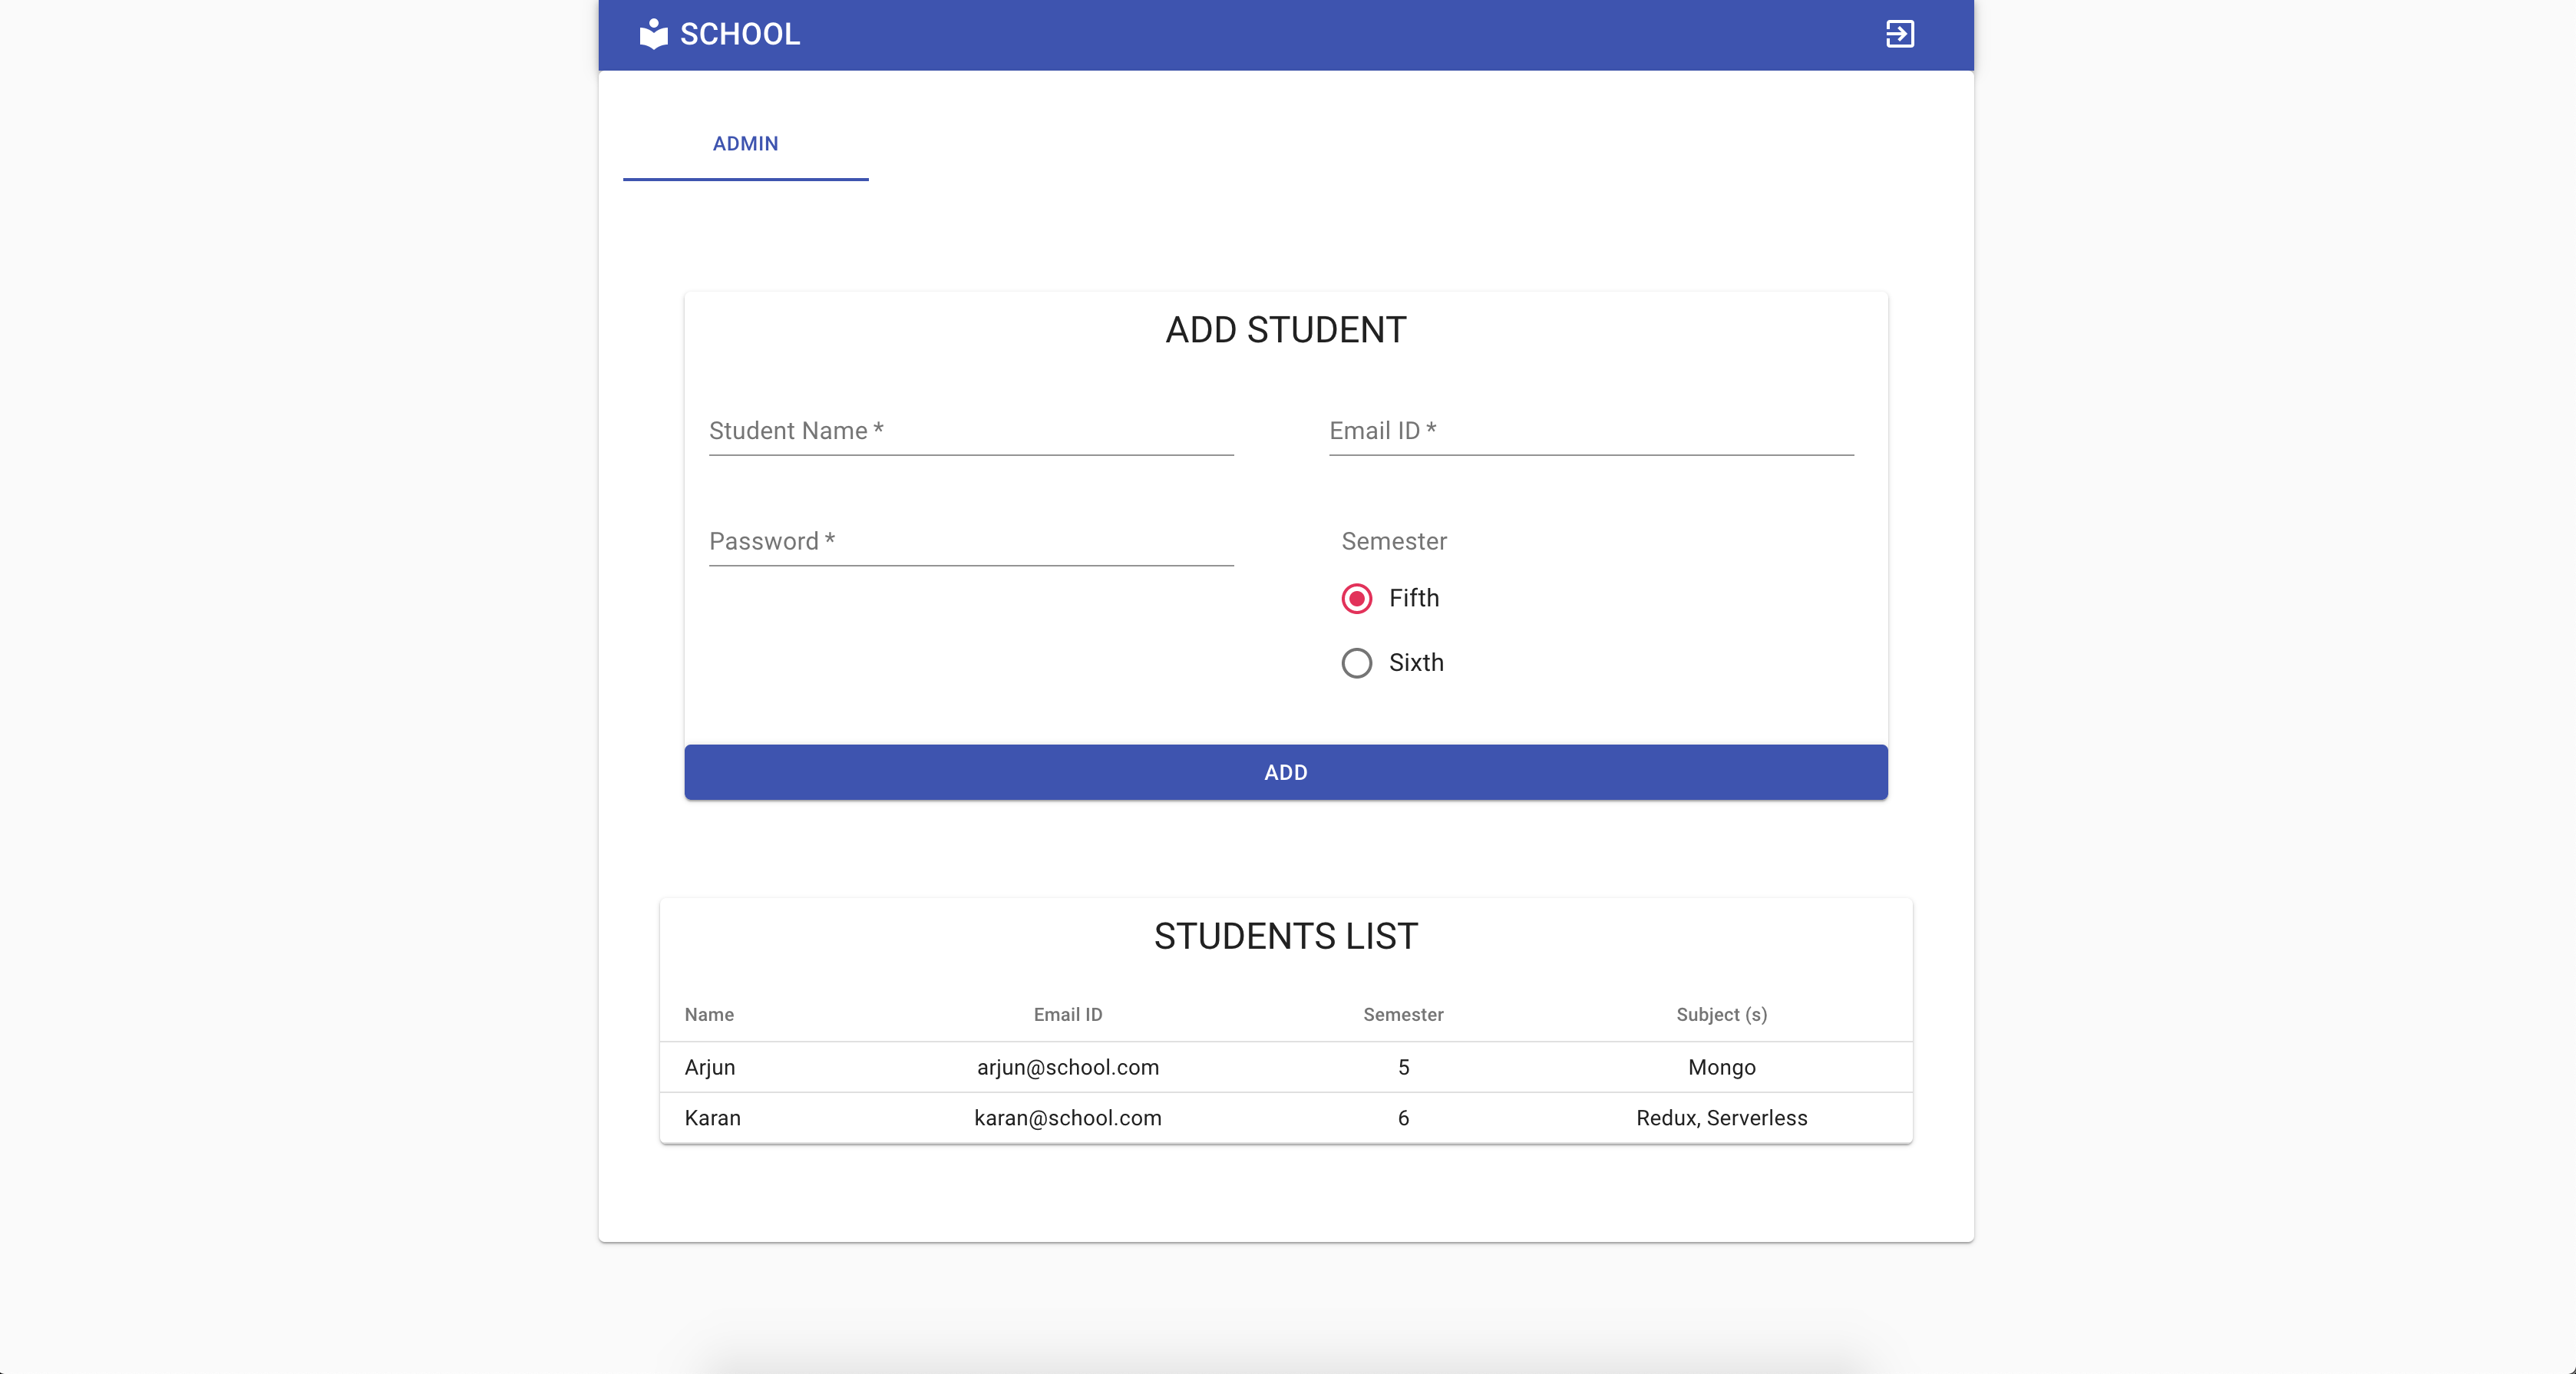 SCHOOL
ADMIN
ADD STUDENT
Student Name * Email ID *
Password * Semester
Fifth
Sixth
ADD
STUDENTS LIST
Name Email ID Semester Subject (s)
Arjun arjun@school.com 5 Mongo
Karan karan@school.com 6 Redux, Serverless